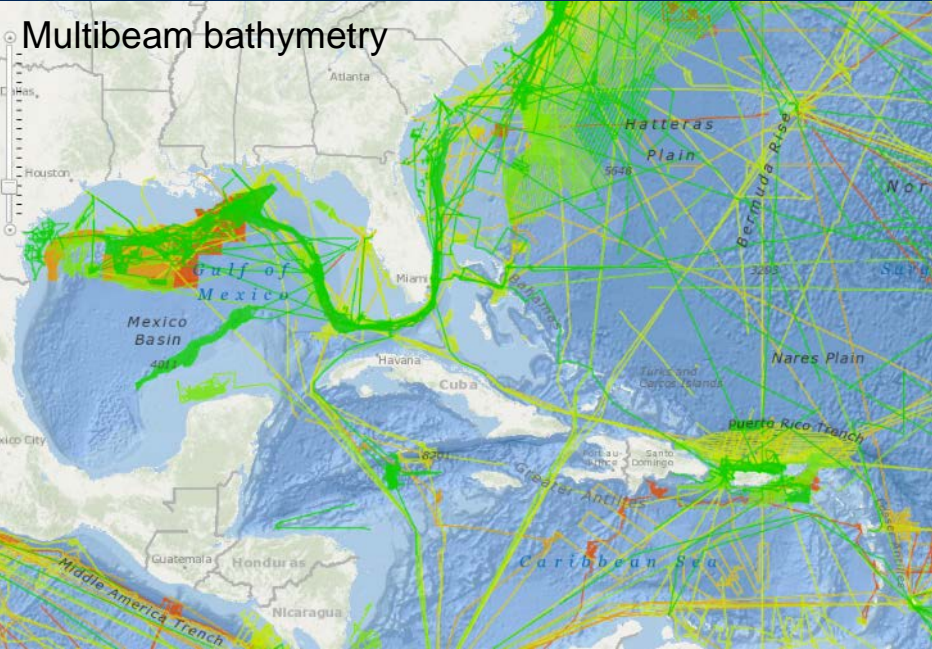 Multibeam bathymetry
Atlanta
Houston
Hatteras
Plain
5648
Bermuda Rise
Nor
Gulf of
Mexico
Miami
Bahamas
3293
Mexico
Basin
4011
Havana
Cuba
Turks and
Caicos Islands
Nares Plain
Puerto Rico Trench
xico City
Port-au-
Prince
Santo
Domingo
Greater Antilles
Caribbean Sea
Guatemala
Honduras
Middle America Trench
Nicaragua